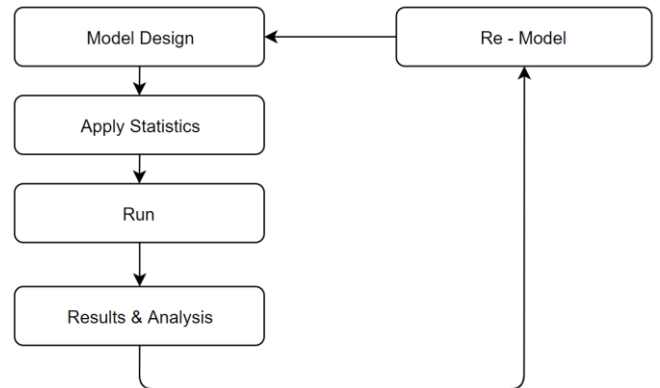 Model Design
Re - Model
Apply Statistics
Run
Results & Analysis